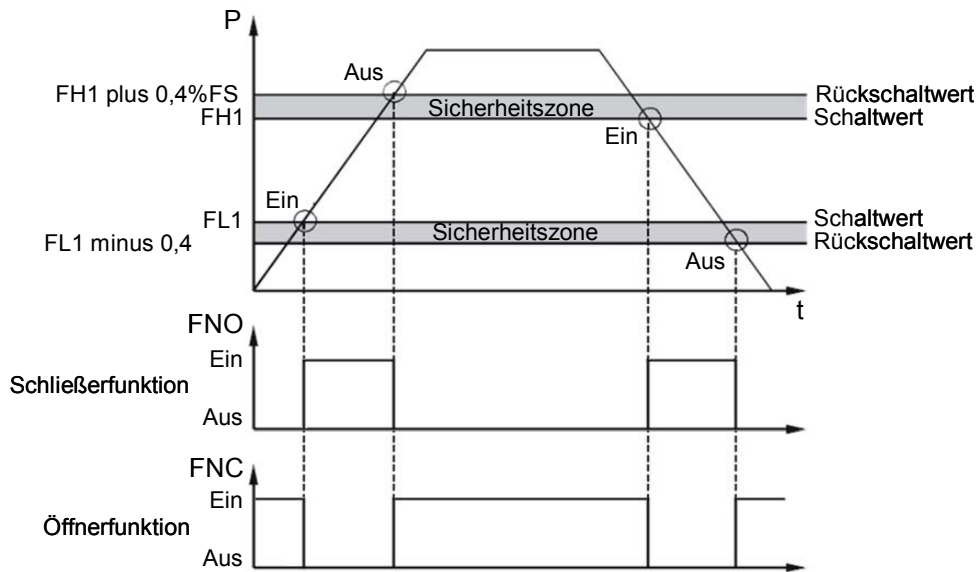 P
Aus
FH1 plus 0,4%FS
Sicherheitszone
Rückschaltwert
FH1
Schaltwert
Ein
Ein
FL1
Schaltwert
Sicherheitszone
FL1 minus 0,4
Rückschaltwert
Aus
t
FNO
Ein
Schließerfunktion
Aus
FNC
Ein
Öffnerfunktion
Aus